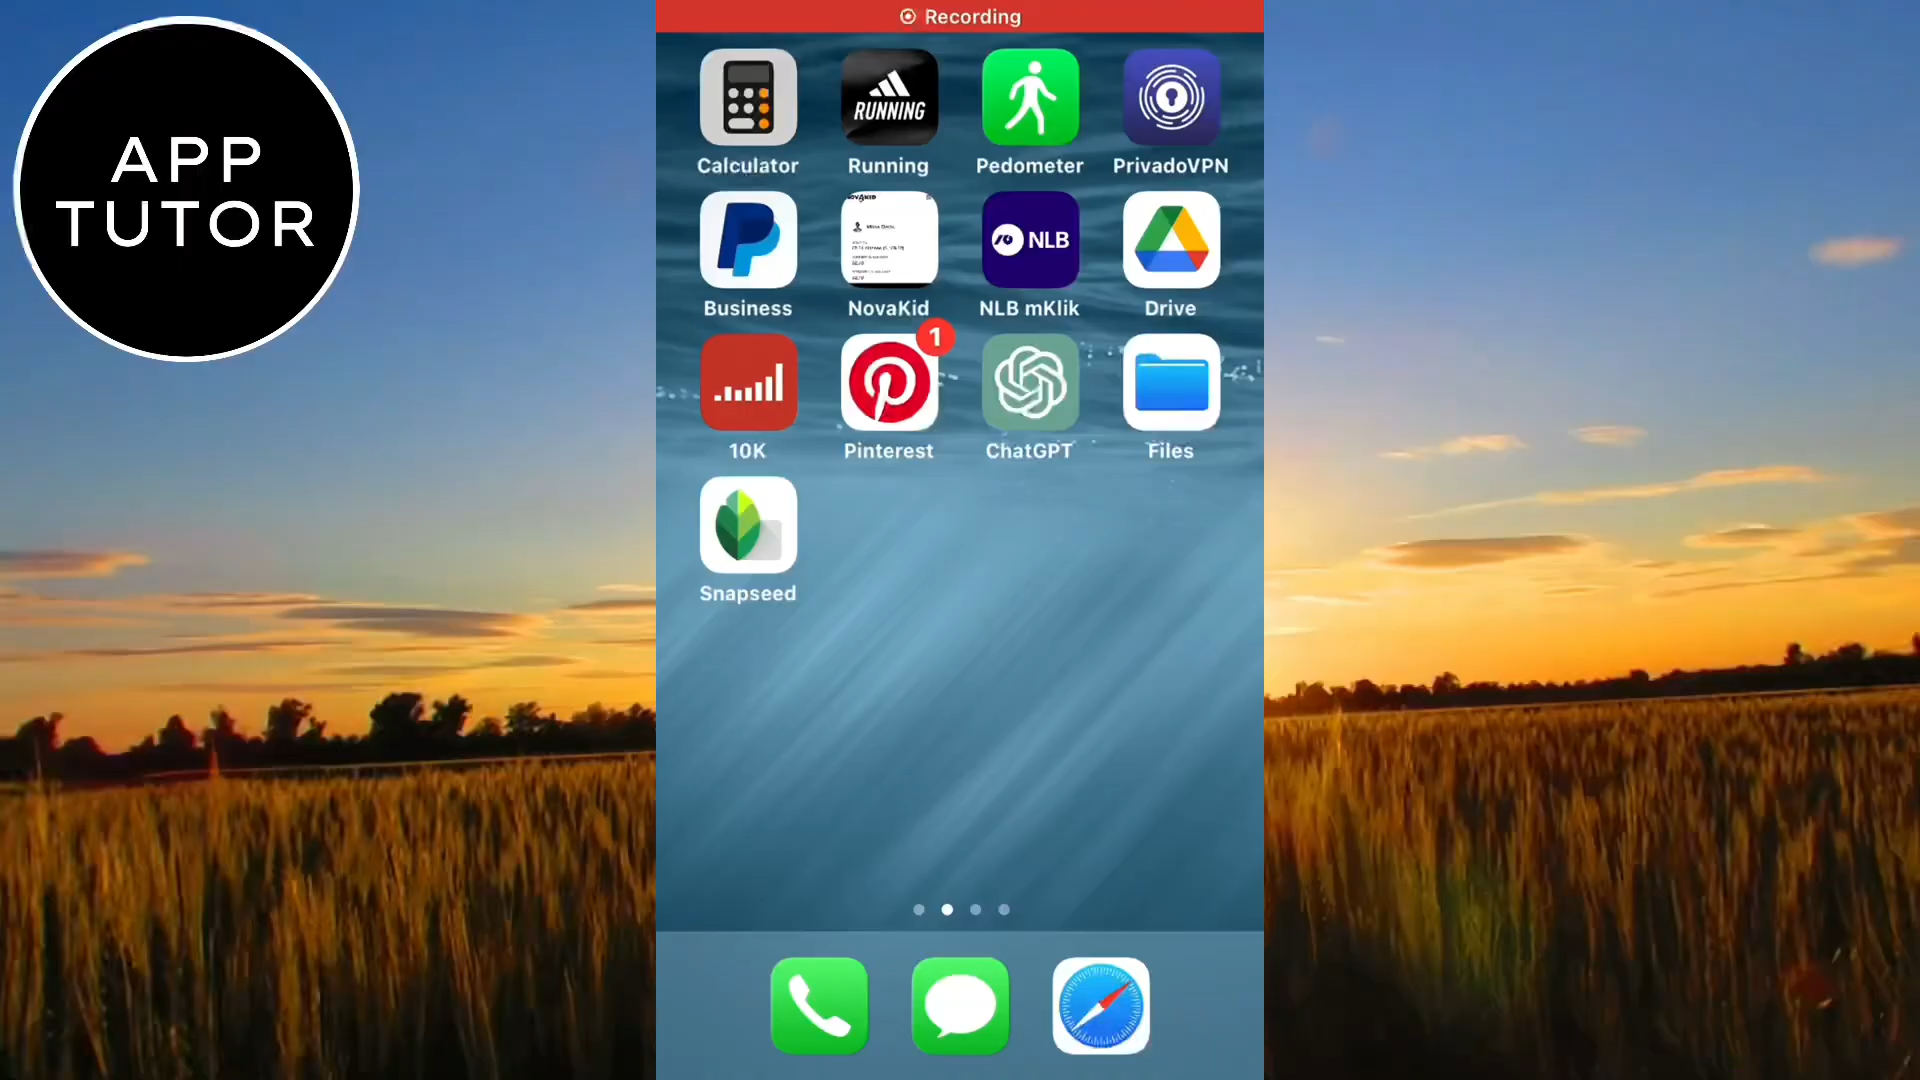 Recording
APP
TUTOR
RUNNING
Calculator
Running
Pedometer
PrivadoVPN
NOVAKID
NLB
Business
NovaKid
NLB mKlik
Drive
1
10K
Pinterest
ChatGPT
Files
Snapseed